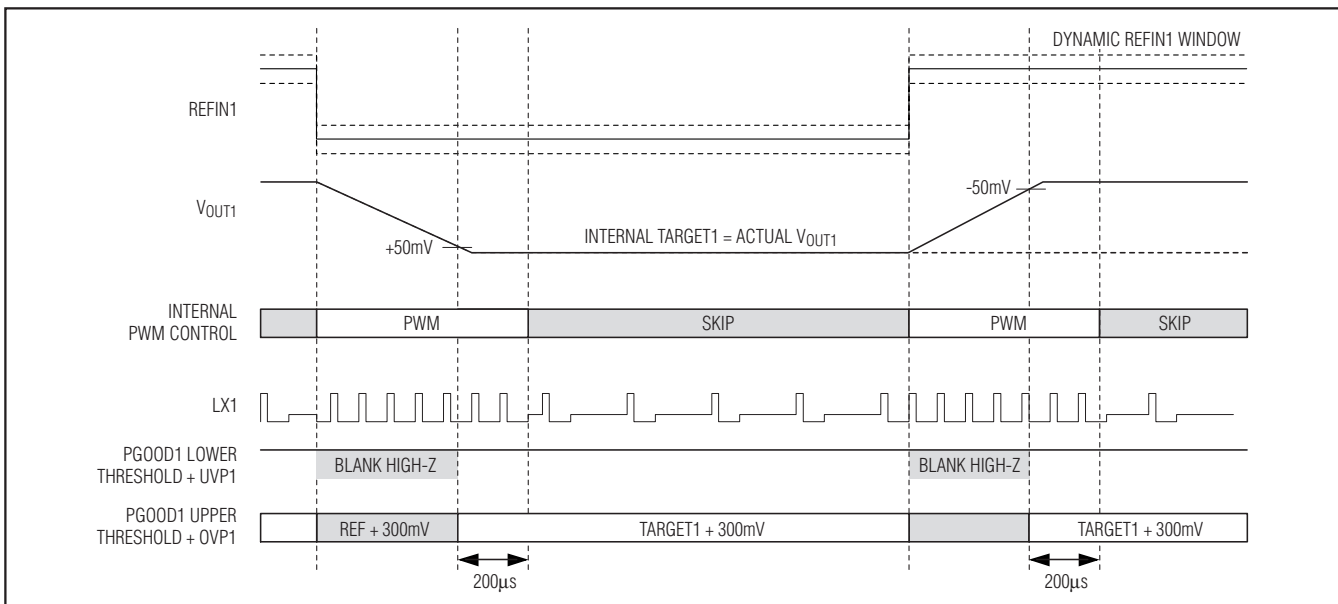 DYNAMIC REFIN1 WINDOW
REFIN1
VOUT1
+50mV
-50mV
INTERNAL TARGET1 = ACTUAL VOUT1
INTERNAL
PWM CONTROL
PWM
SKIP
PWM
SKIP
LX1
PGOOD1 LOWER
THRESHOLD + UVP1
BLANK HIGH-Z
BLANK HIGH-Z
PGOOD1 UPPER
THRESHOLD + OVP1
REF + 300mV
TARGET1 + 300mV
TARGET1 + 300mV
200μs
200μs